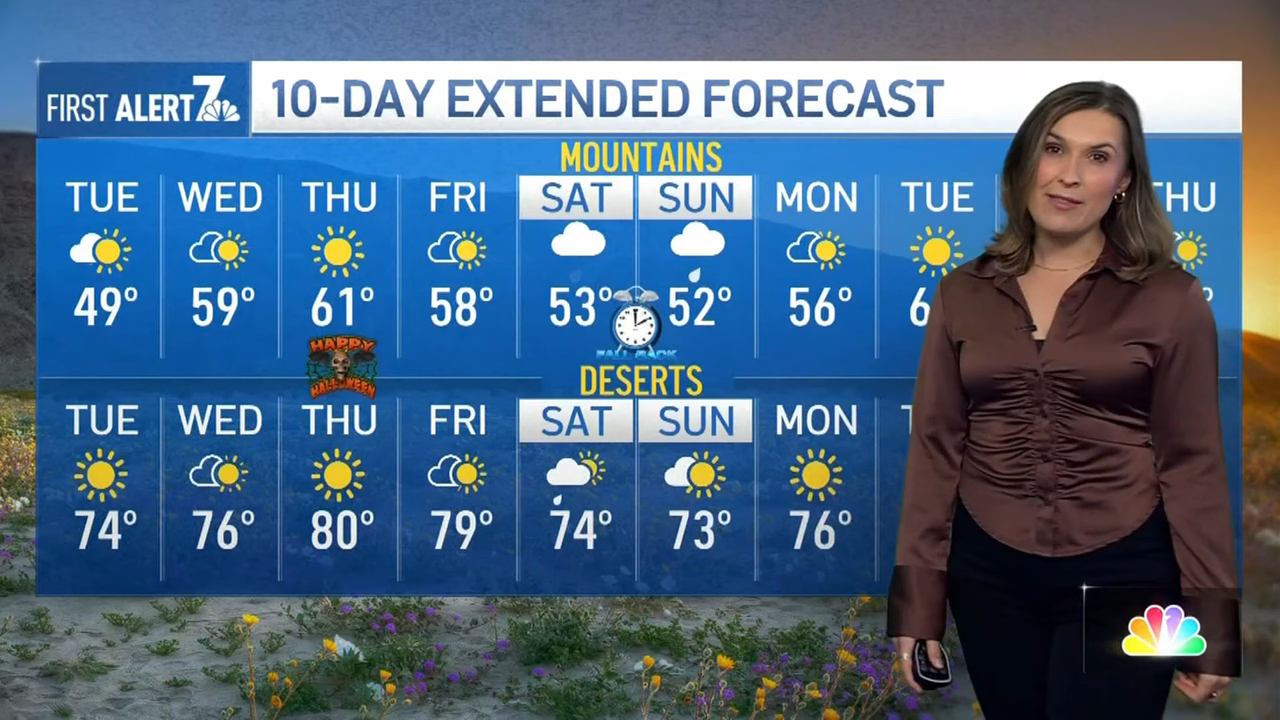 FIRST ALERT 7
10-DAY EXTENDED FORECAST
MOUNTAINS
TUE WED THU FRI SAT SUN MON TUE THU
49° 59° 61° 58° 53° 52° 56° 6
FALL BACK
HAPPY
HALLOWEEN
DESERTS
TUE WED THU FRI SAT SUN MON T
74° 76° 80° 79° 74° 73° 76°
7